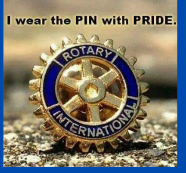 I wear the PIN with PRIDE.
ROTARY
INTERNATIONAL